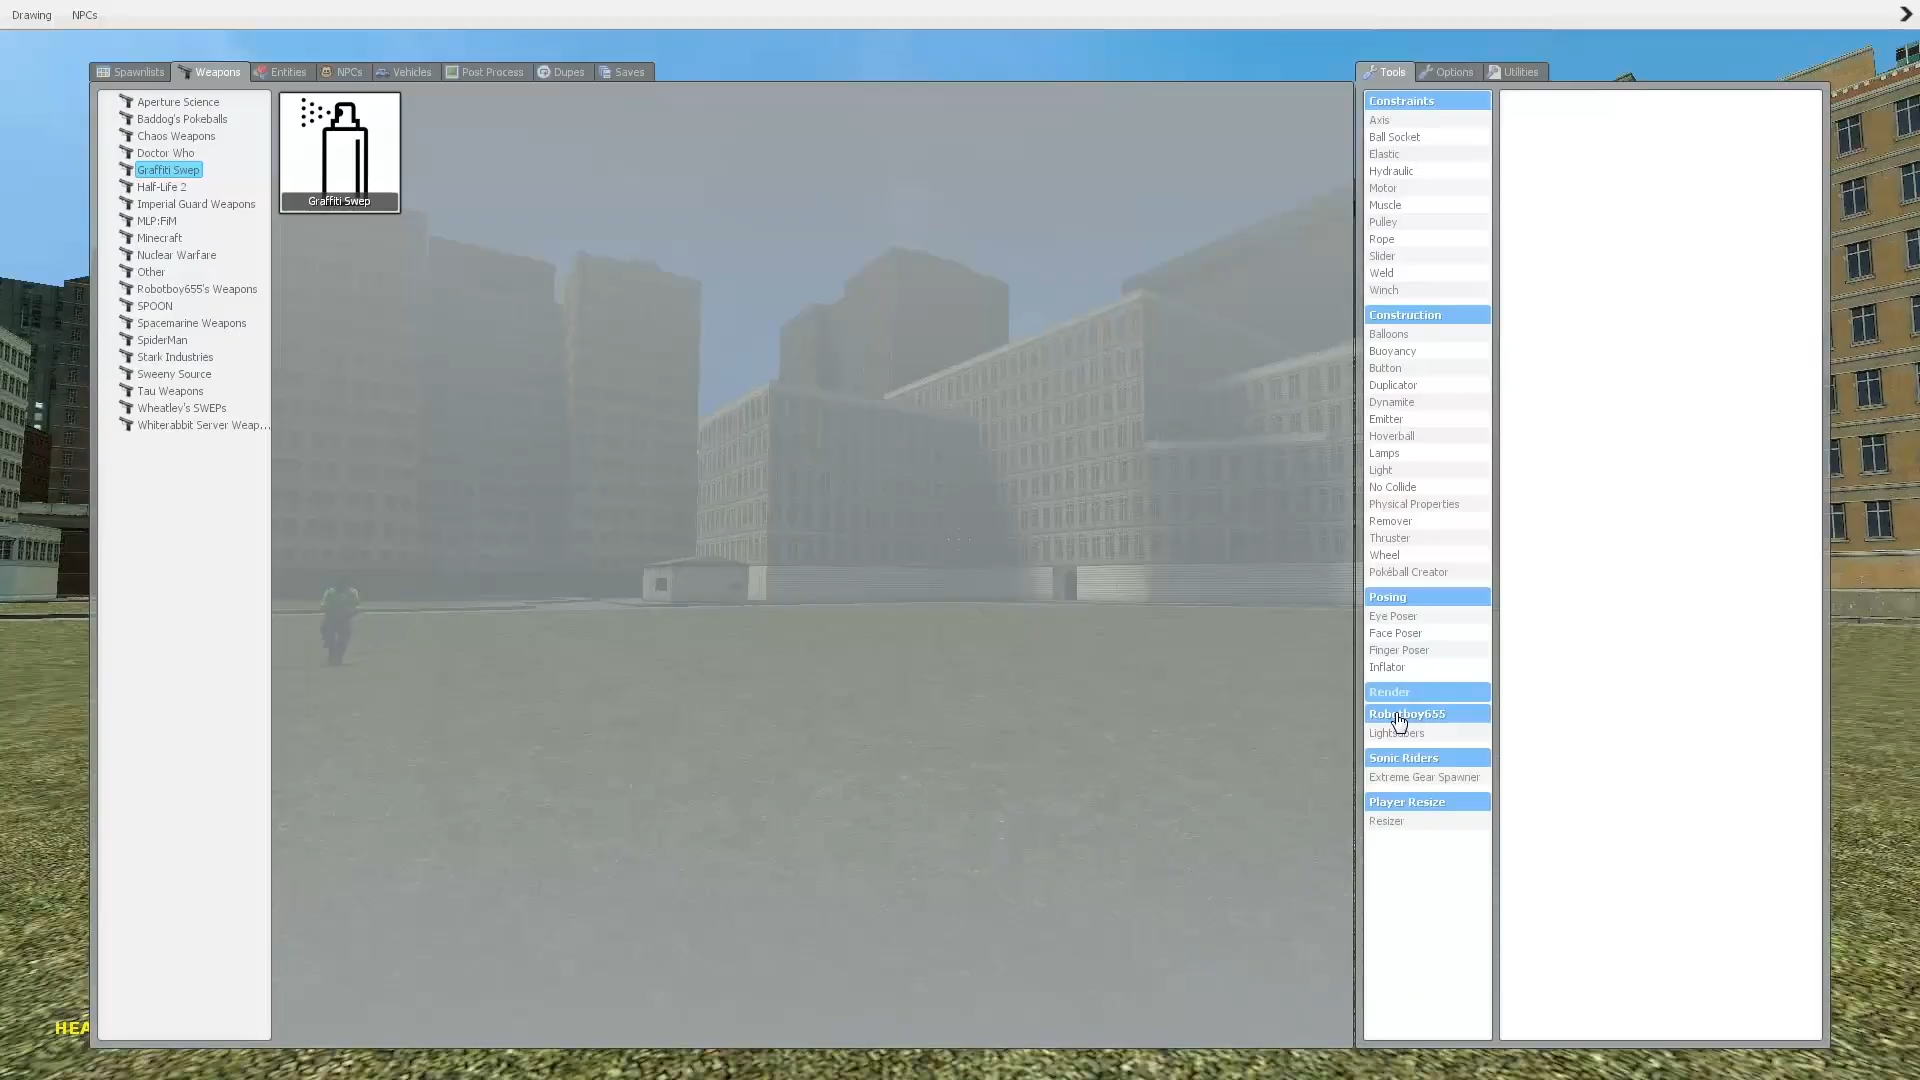 Drawing NPCs
Spawnlists Weapons Entities NPCs Vehicles Post Process Dupes Saves
Tools Options Utilities
Aperture Science
Baddog's Pokeballs
Chaos Weapons
Doctor Who
Graffiti Swep
Half-Life 2
Imperial Guard Weapons
MLP:FiM
Minecraft
Nuclear Warfare
Other
Robotboy655's Weapons
SPOON
Spacemarine Weapons
SpiderMan
Stark Industries
Sweeny Source
Tau Weapons
Wheatley's SWEPs
Whiterabbit Server Weap...
Graffiti Swep
Constraints
Axis
Ball Socket
Elastic
Hydraulic
Motor
Muscle
Pulley
Rope
Slider
Weld
Winch
Construction
Balloons
Buoyancy
Button
Duplicator
Dynamite
Emitter
Hoverball
Lamps
Light
No Collide
Physical Properties
Remover
Thruster
Wheel
Pokéball Creator
Posing
Eye Poser
Face Poser
Finger Poser
Inflator
Render
Robotboy655
Lightsabers
Sonic Riders
Extreme Gear Spawner
Player Resize
Resizer
HEA